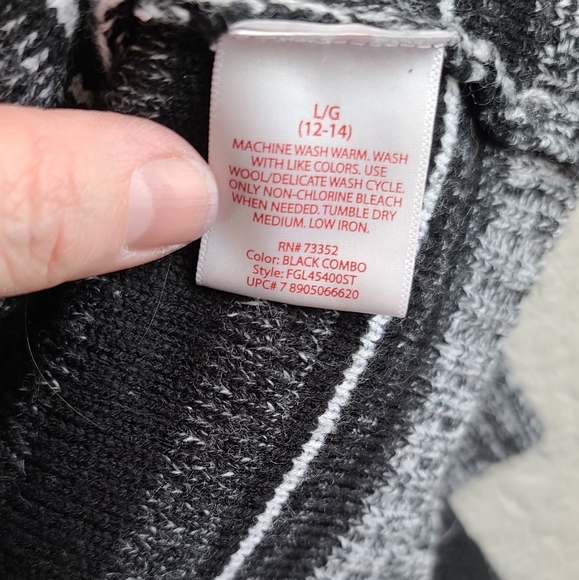 L/G
(12-14)
MACHINE WASH WARM. WASH
WITH LIKE COLORS. USE
WOOL/DELICATE WASH CYCLE.
ONLY NON-CHLORINE BLEACH
WHEN NEEDED. TUMBLE DRY
MEDIUM. LOW IRON.
RN# 73352
Color: BLACK COMBO
Style: FGL45400ST
UPC# 7 8905066620